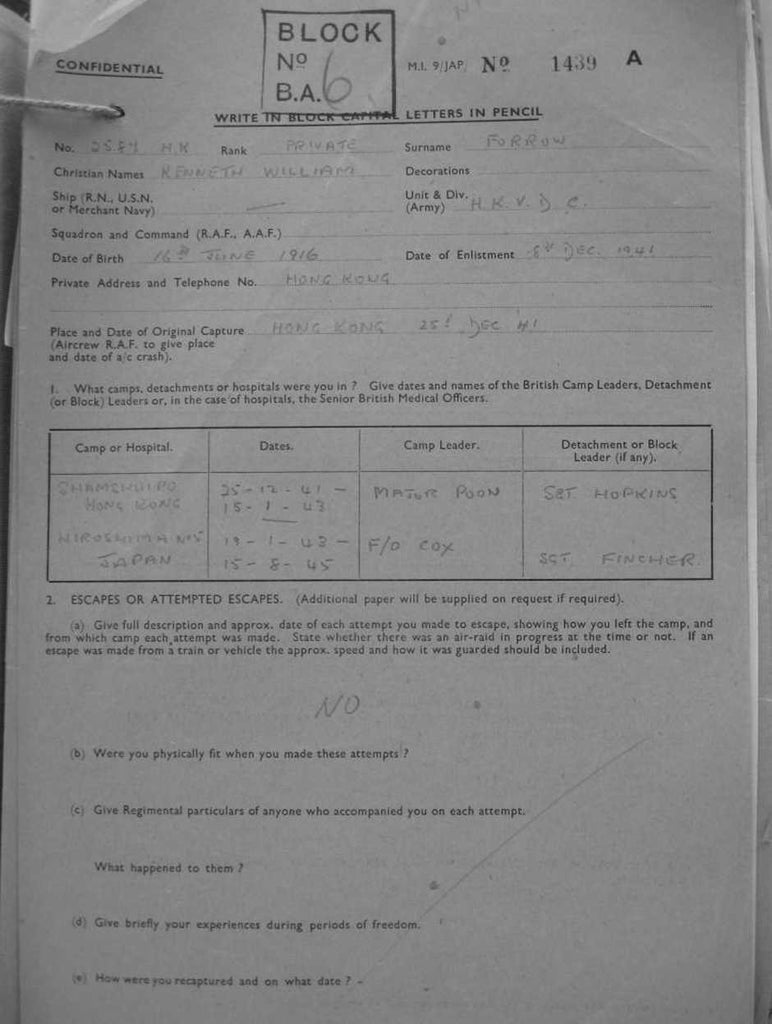 BLOCK
No
B.A. 6
CONFIDENTIAL
M.I. 9/JAP. No 1439 A
WRITE IN BLOCK CAPITAL LETTERS IN PENCIL
No. H.K Rank PRIVATE Surname FORROW
Christian Names KENNETH WILLIAM Decorations
Ship (R.N., U.S.N. or Merchant Navy)
Unit & Div. (Army) H.K.V.D.C.
Squadron and Command (R.A.F., A.A.F.)
Date of Birth 16th JUNE 1916 Date of Enlistment 8th DEC. 1941
Private Address and Telephone No. HONG KONG
Place and Date of Original Capture HONG KONG 25t DEC 41
(Aircrew R.A.F. to give place
and date of a/c crash).
1. What camps, detachments or hospitals were you in ? Give dates and names of the British Camp Leaders, Detachment
(or Block) Leaders or, in the case of hospitals, the Senior British Medical Officers.
Camp or Hospital. Dates. Camp Leader. Detachment or Block
Leader (if any).
SHAMSHUIPO 25-12-41- MAJOR POON SGT HOPKINS
HONG KONG 15-1-43
HIROSHIMA No5 19-1-43- F/O COX
JAPAN 15-8-45 SGT. FINCHER.
2. ESCAPES OR ATTEMPTED ESCAPES. (Additional paper will be supplied on request if required).
(a) Give full description and approx. date of each attempt you made to escape, showing how you left the camp, and
from which camp each attempt was made. State whether there was an air-raid in progress at the time or not. If an
escape was made from a train or vehicle the approx. speed and how it was guarded should be included.
NO
(b) Were you physically fit when you made these attempts ?
(c) Give Regimental particulars of anyone who accompanied you on each attempt.
What happened to them ?
(d) Give briefly your experiences during periods of freedom.
(e) How were you recaptured and on what date ? -